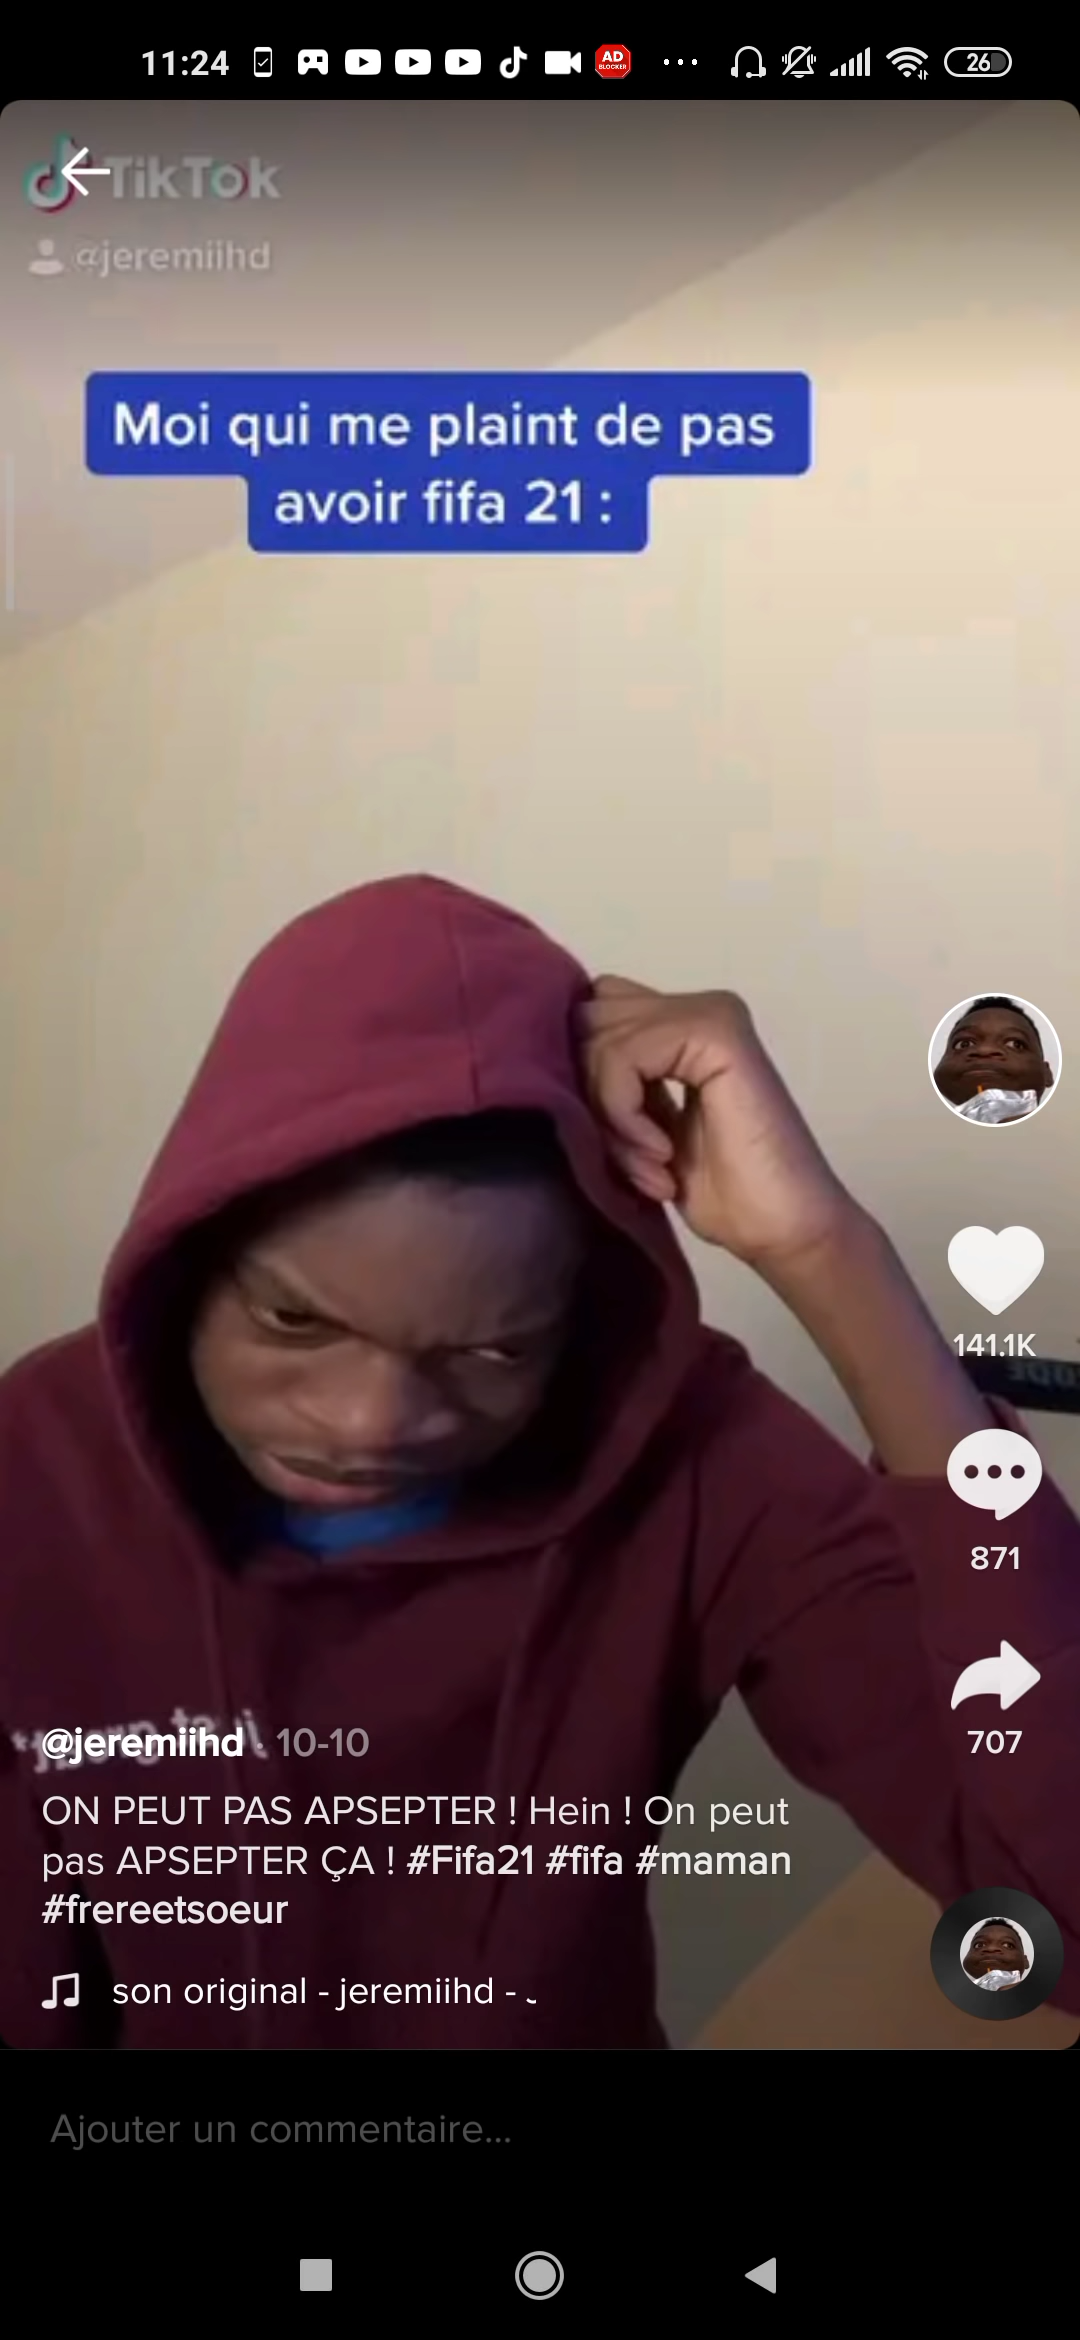 11:24
AD
BLOCKER
26
TikTok
@jeremiihd
Moi qui me plaint de pas
avoir fifa 21 :
141.1K
871
707
@jeremiihd · 10-10
ON PEUT PAS APSEPTER ! Hein ! On peut
pas APSEPTER ÇA ! #Fifa21 #fifa #maman
#frereetsoeur
son original - jeremiihd -
Ajouter un commentaire...